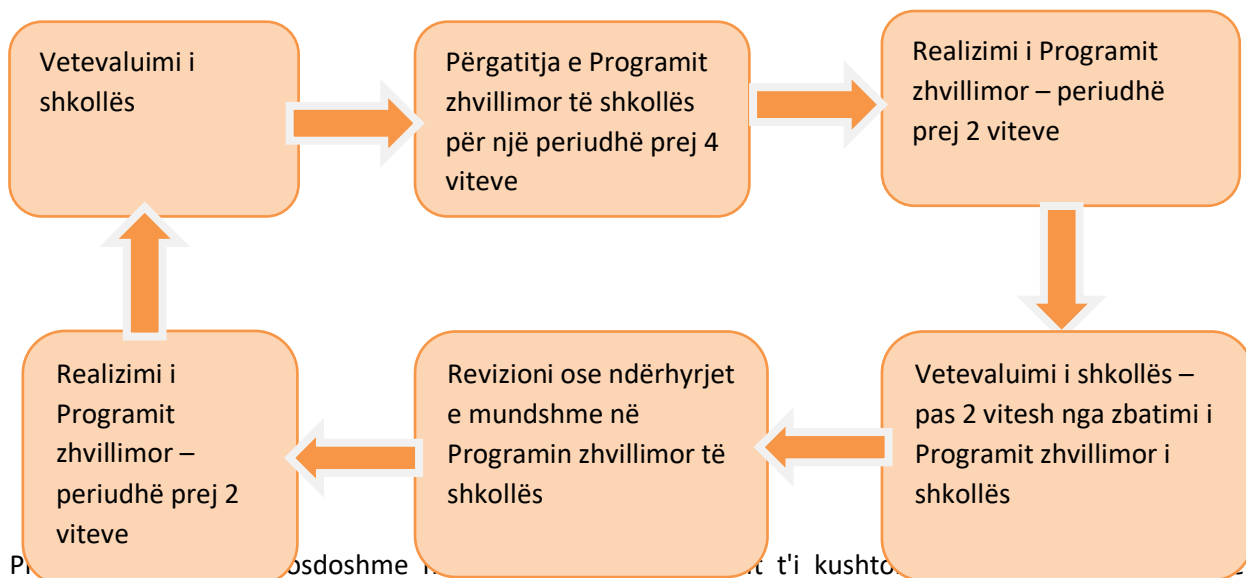 Vetevaluimi i
shkollës
Përgatitja e Programit
zhvillimor të shkollës
për një periudhë prej 4
viteve
Realizimi i Programit
zhvillimor – periudhë
prej 2 viteve
Vetevaluimi i shkollës –
pas 2 vitesh nga zbatimi i
Programit zhvillimor i
shkollës
Revizioni ose ndërhyrjet
e mundshme në
Programin zhvillimor të
shkollës
Realizimi i
Programit
zhvillimor –
periudhë prej 2
viteve
t'i